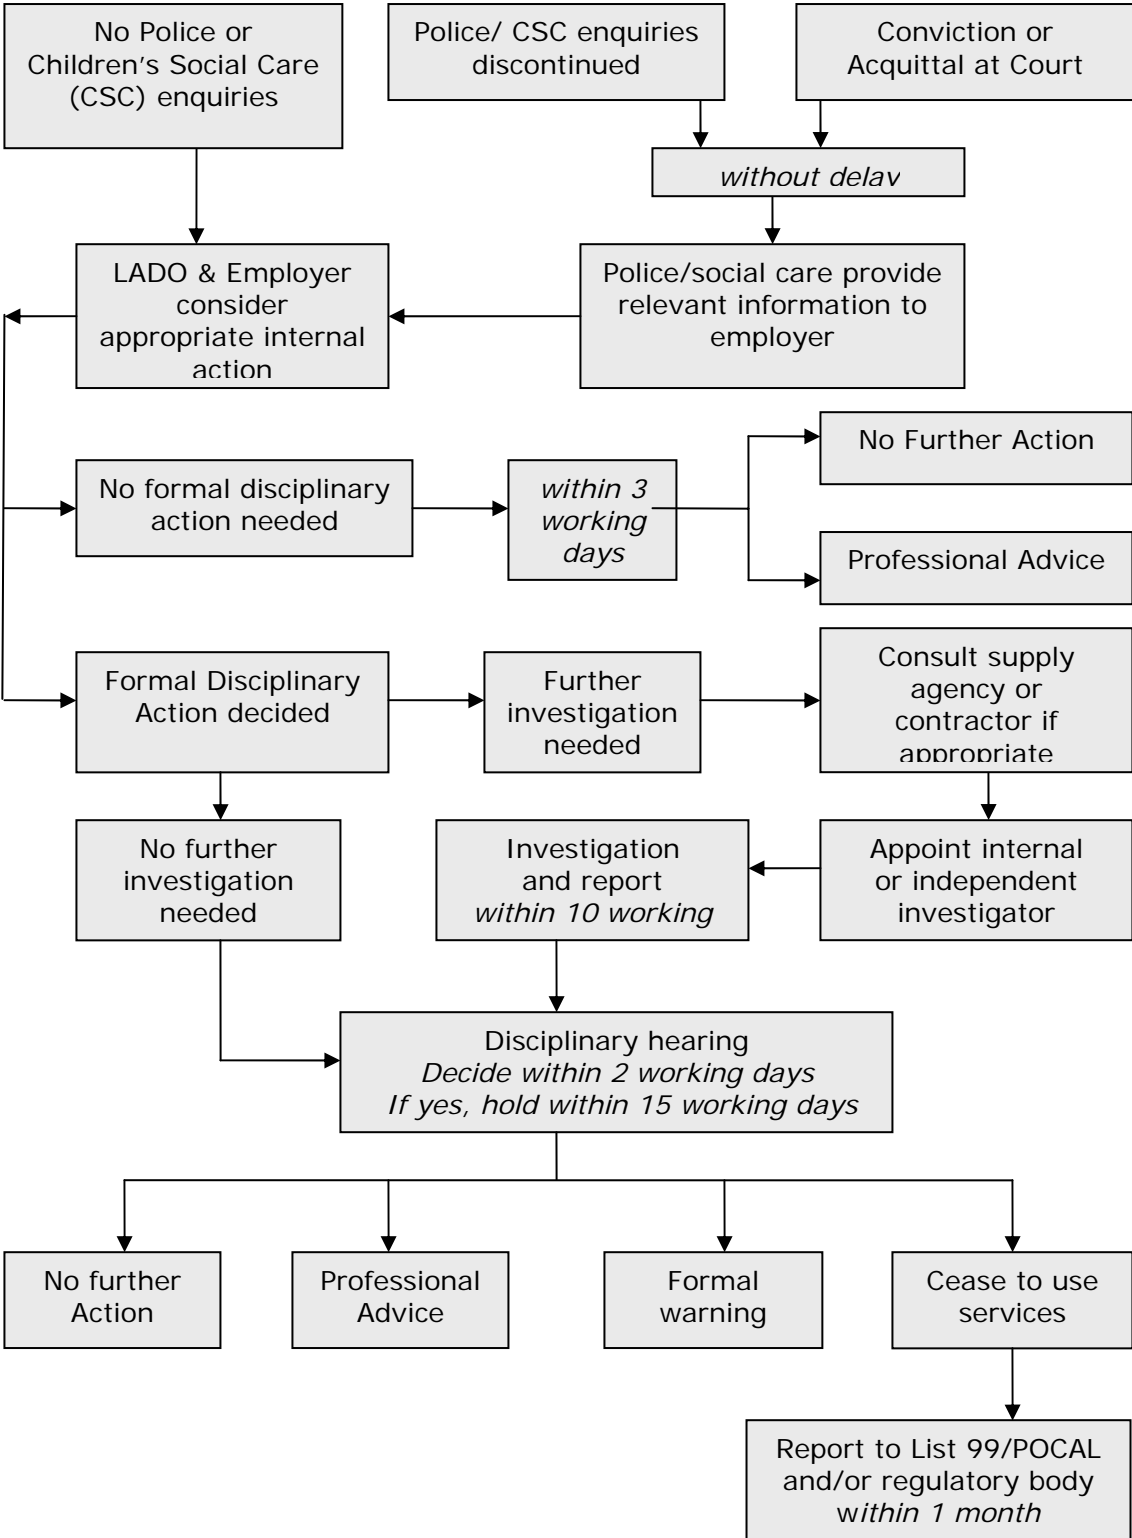 No Police or
Children's Social Care
(CSC) enquiries
Police/ CSC enquiries
discontinued
Conviction or
Acquittal at Court
without delay
LADO & Employer
consider
appropriate internal
action
Police/social care provide
relevant information to
employer
No Further Action
No formal disciplinary
action needed
within 3
working
days
Professional Advice
Formal Disciplinary
Action decided
Further
investigation
needed
Consult supply
agency or
contractor if
appropriate
No further
investigation
needed
Investigation
and report
within 10 working
Appoint internal
or independent
investigator
Disciplinary hearing
Decide within 2 working days
If yes, hold within 15 working days
No further
Action
Professional
Advice
Formal
warning
Cease to use
services
Report to List 99/POCAL
and/or regulatory body
within 1 month